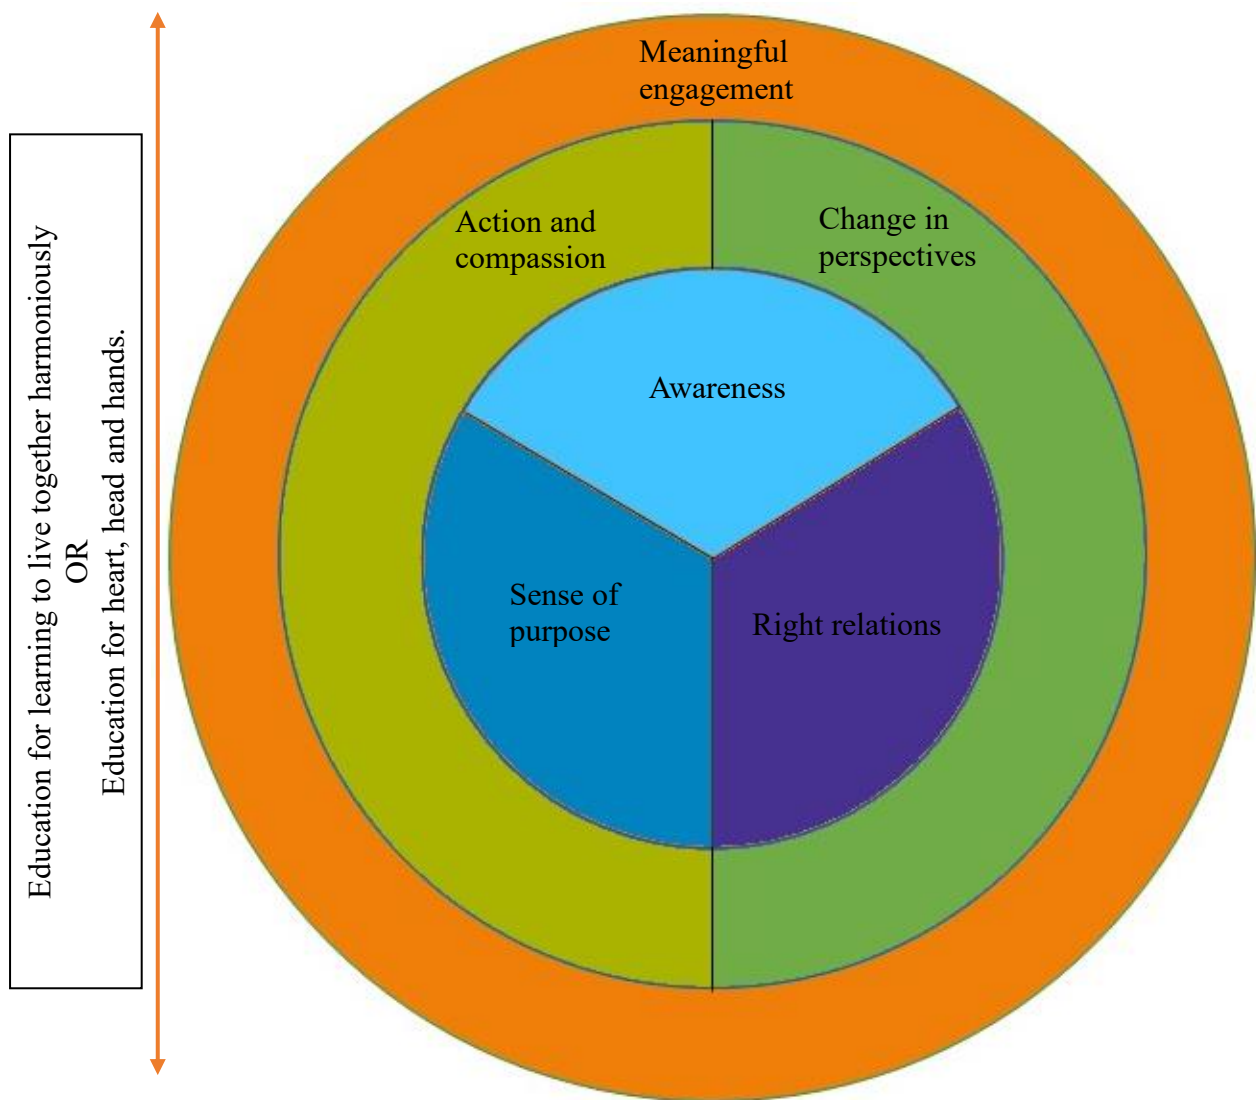 Education for learning to live together harmoniously
OR
Education for heart, head and hands.
Meaningful
engagement
Action and
compassion
Change in
perspectives
Awareness
Sense of
purpose
Right relations